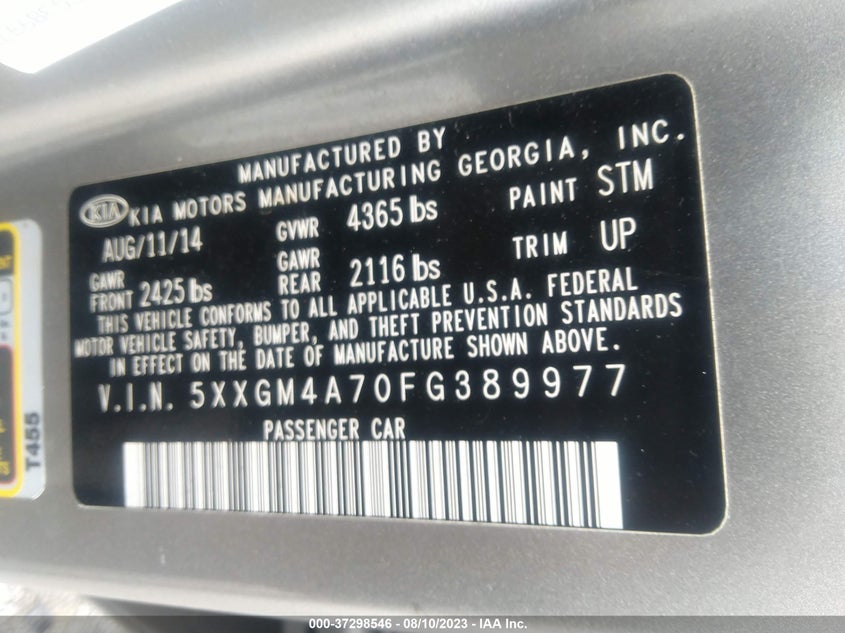 MANUFACTURED BY
KIA KIA MOTORS MANUFACTURING GEORGIA, INC.
AUG/11/14 GVWR 4365 lbs PAINT STM
GAWR FRONT 2425 lbs GAWR REAR 2116 lbs TRIM UP
THIS VEHICLE CONFORMS TO ALL APPLICABLE U.S.A. FEDERAL
MOTOR VEHICLE SAFETY, BUMPER, AND THEFT PREVENTION STANDARDS
IN EFFECT ON THE DATE OF MANUFACTURE SHOWN ABOVE.
V.I.N. 5XXGM4A70FG389977
PASSENGER CAR
T455
000-37298546 - 08/10/2023 - IAA Inc.